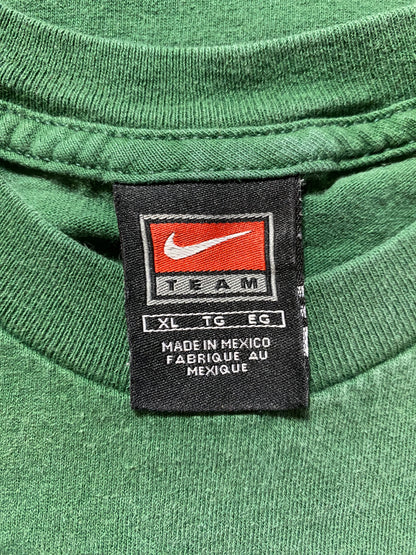 TEAM
XL TG EG
MADE IN MEXICO
FABRIQUE AU
MEXIQUE